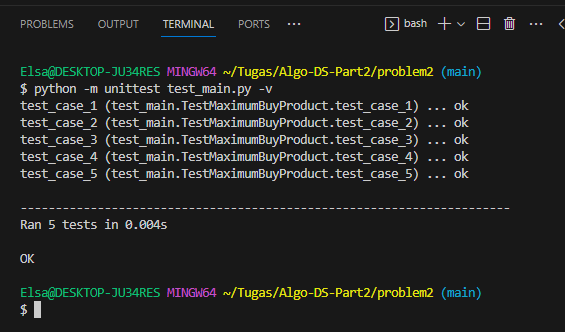 PROBLEMS OUTPUT TERMINAL PORTS ··· bash + ···
Elsa@DESKTOP-JU34RES MINGW64 ~/Tugas/Algo-DS-Part2/problem2 (main)
$ python -m unittest test_main.py -v
test_case_1 (test_main.TestMaximumBuyProduct.test_case_1) ... ok
test_case_2 (test_main.TestMaximumBuyProduct.test_case_2) ... ok
test_case_3 (test_main.TestMaximumBuyProduct.test_case_3) ... ok
test_case_4 (test_main.TestMaximumBuyProduct.test_case_4) ... ok
test_case_5 (test_main.TestMaximumBuyProduct.test_case_5) ... ok
----------------------------------------------------------------------
Ran 5 tests in 0.004s
OK
Elsa@DESKTOP-JU34RES MINGW64 ~/Tugas/Algo-DS-Part2/problem2 (main)
$